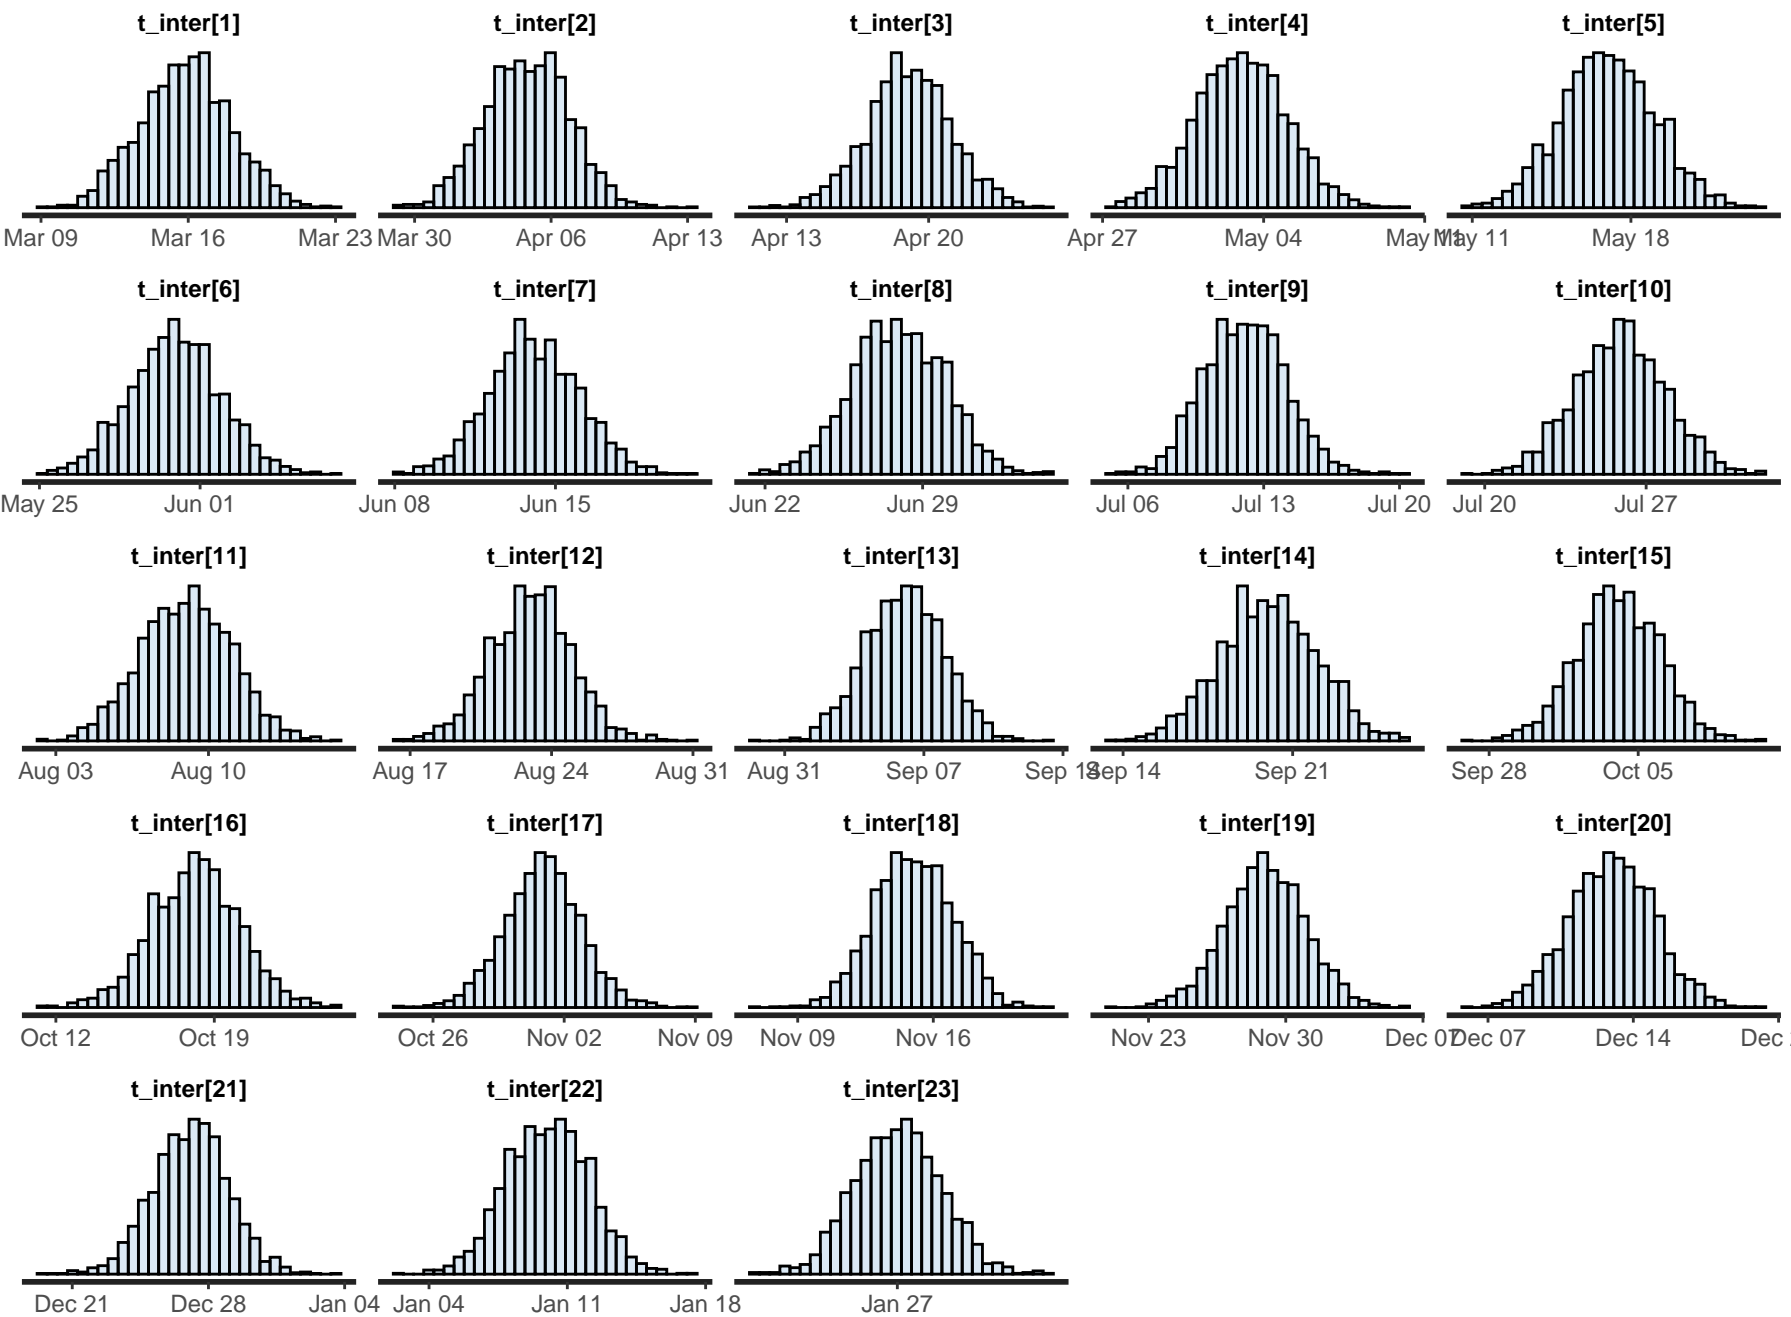 t_inter[1] t_inter[2] t_inter[3] t_inter[4] t_inter[5]
Mar 09 Mar 16 Mar 23 Mar 30 Apr 06 Apr 13 Apr 13 Apr 20 Apr 27 May 04 May 11 May 11 May 18
t_inter[6] t_inter[7] t_inter[8] t_inter[9] t_inter[10]
May 25 Jun 01 Jun 08 Jun 15 Jun 22 Jun 29 Jul 06 Jul 13 Jul 20 Jul 20 Jul 27
t_inter[11] t_inter[12] t_inter[13] t_inter[14] t_inter[15]
Aug 03 Aug 10 Aug 17 Aug 24 Aug 31 Aug 31 Sep 07 Sep 14 Sep 14 Sep 21 Sep 28 Oct 05
t_inter[16] t_inter[17] t_inter[18] t_inter[19] t_inter[20]
Oct 12 Oct 19 Oct 26 Nov 02 Nov 09 Nov 09 Nov 16 Nov 23 Nov 30 Dec 07 Dec 07 Dec 14 Dec
t_inter[21] t_inter[22] t_inter[23]
Dec 21 Dec 28 Jan 04 Jan 04 Jan 11 Jan 18 Jan 27